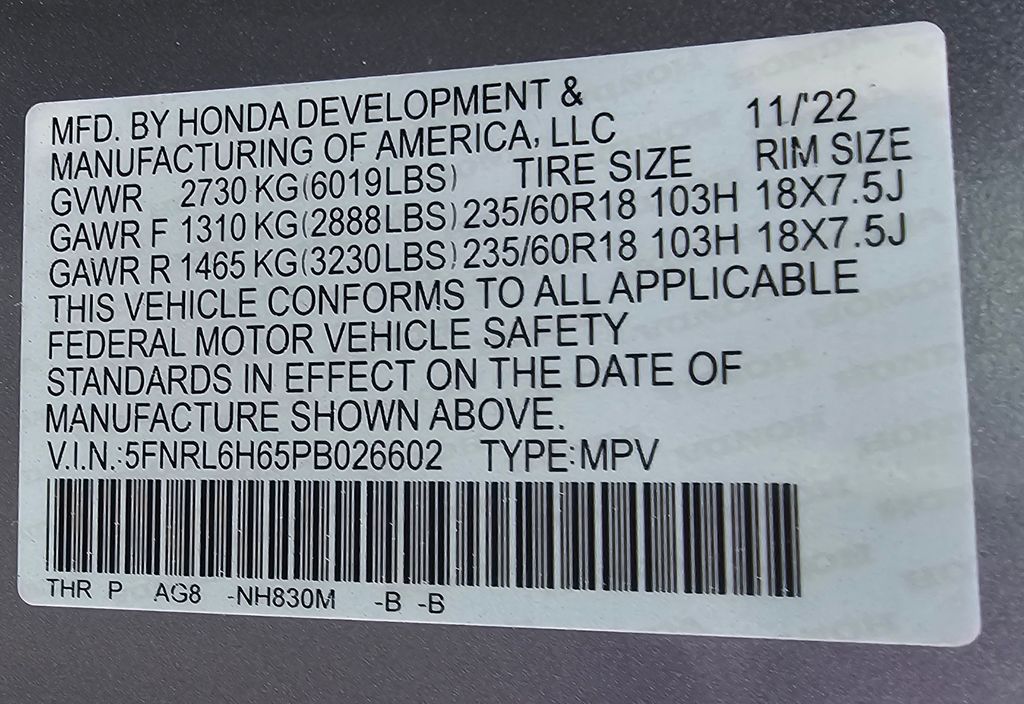 MFD. BY HONDA DEVELOPMENT &
MANUFACTURING OF AMERICA, LLC 11/'22
GVWR 2730 KG(6019LBS) TIRE SIZE RIM SIZE
GAWR F 1310 KG(2888LBS) 235/60R18 103H 18X7.5J
GAWR R 1465 KG(3230LBS) 235/60R18 103H 18X7.5J
THIS VEHICLE CONFORMS TO ALL APPLICABLE
FEDERAL MOTOR VEHICLE SAFETY
STANDARDS IN EFFECT ON THE DATE OF
MANUFACTURE SHOWN ABOVE.
V.I.N.:5FNRL6H65PB026602 TYPE:MPV
THR P AG8 -NH830M -B -B